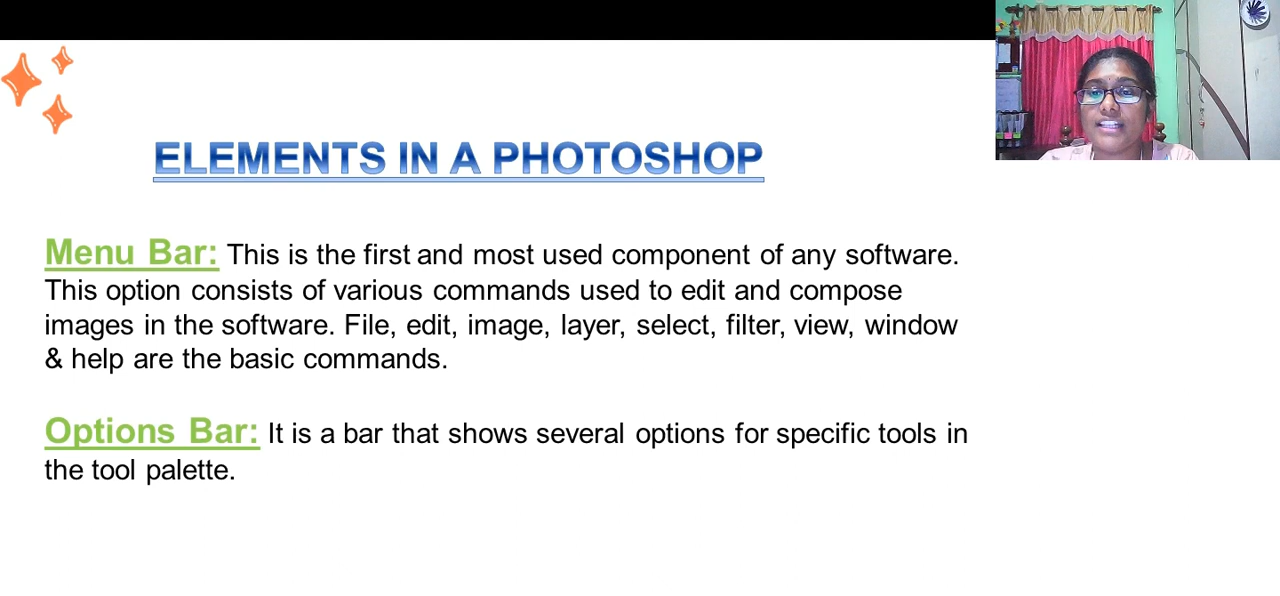 ELEMENTS IN A PHOTOSHOP
Menu Bar: This is the first and most used component of any software.
This option consists of various commands used to edit and compose
images in the software. File, edit, image, layer, select, filter, view, window
& help are the basic commands.
Options Bar: It is a bar that shows several options for specific tools in
the tool palette.